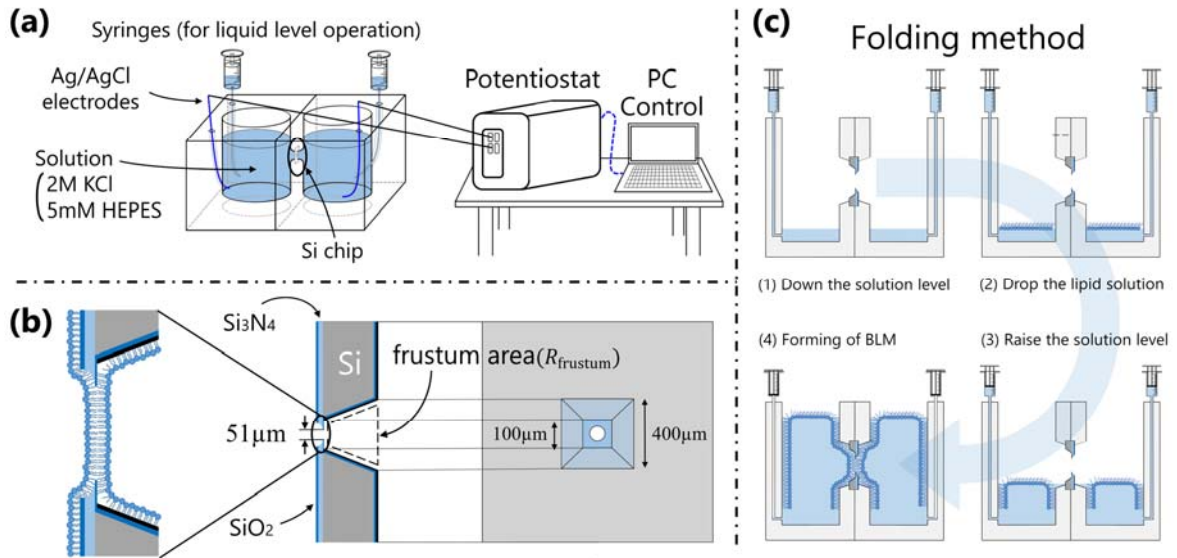 (a)
Syringes (for liquid level operation)
Ag/AgCl
electrodes
Potentiostat
PC
Control
Solution
2M KCl
5mM HEPES
Si chip
(b)
Si₃N₄
Si
frustum area(R_frustum)
51μm
100μm
400μm
SiO₂
(c)
Folding method
(1) Down the solution level
(2) Drop the lipid solution
(4) Forming of BLM
(3) Raise the solution level